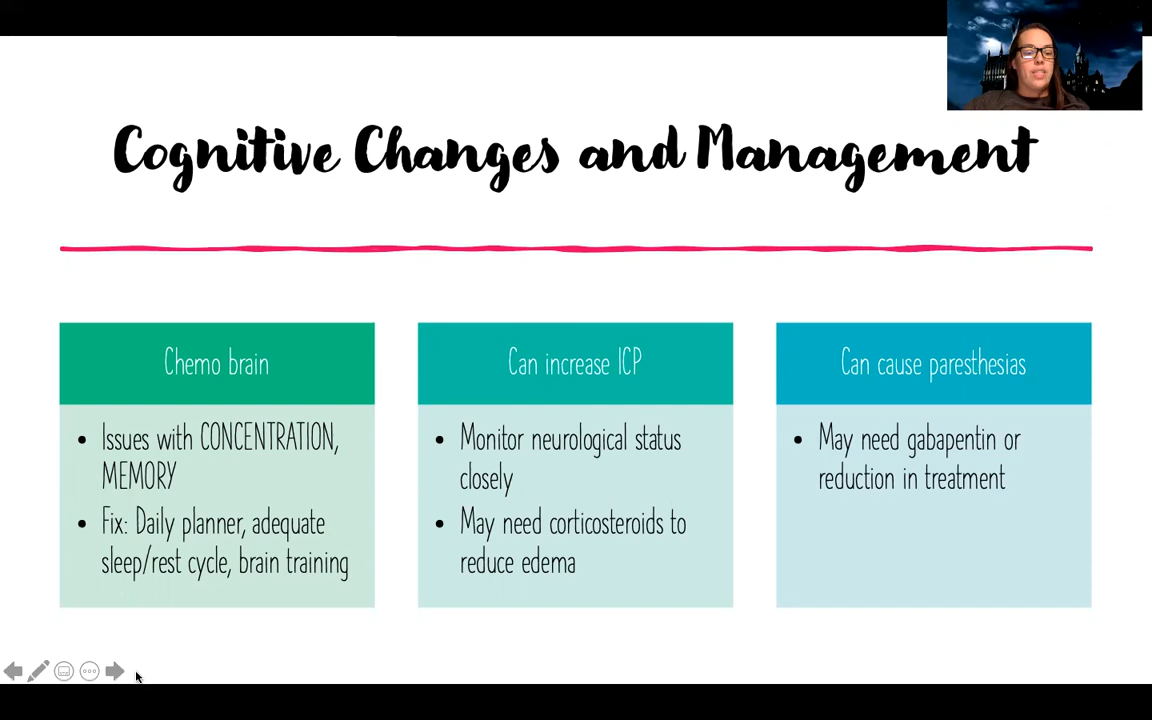 Cognitive Changes and Management
Chemo brain
• Issues with CONCENTRATION,
MEMORY
• Fix: Daily planner, adequate
sleep/rest cycle, brain training
Can increase ICP
• Monitor neurological status
closely
• May need corticosteroids to
reduce edema
Can cause paresthesias
• May need gabapentin or
reduction in treatment